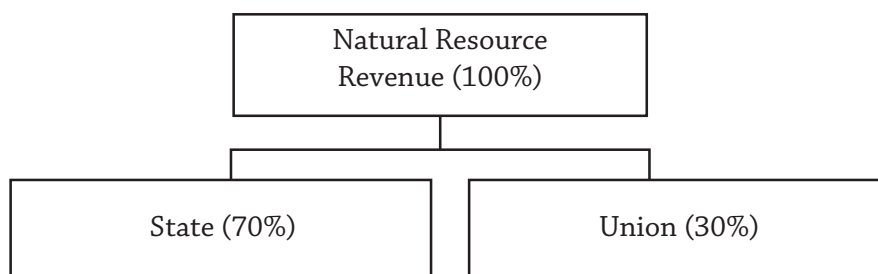 Natural Resource
Revenue (100%)
State (70%)
Union (30%)